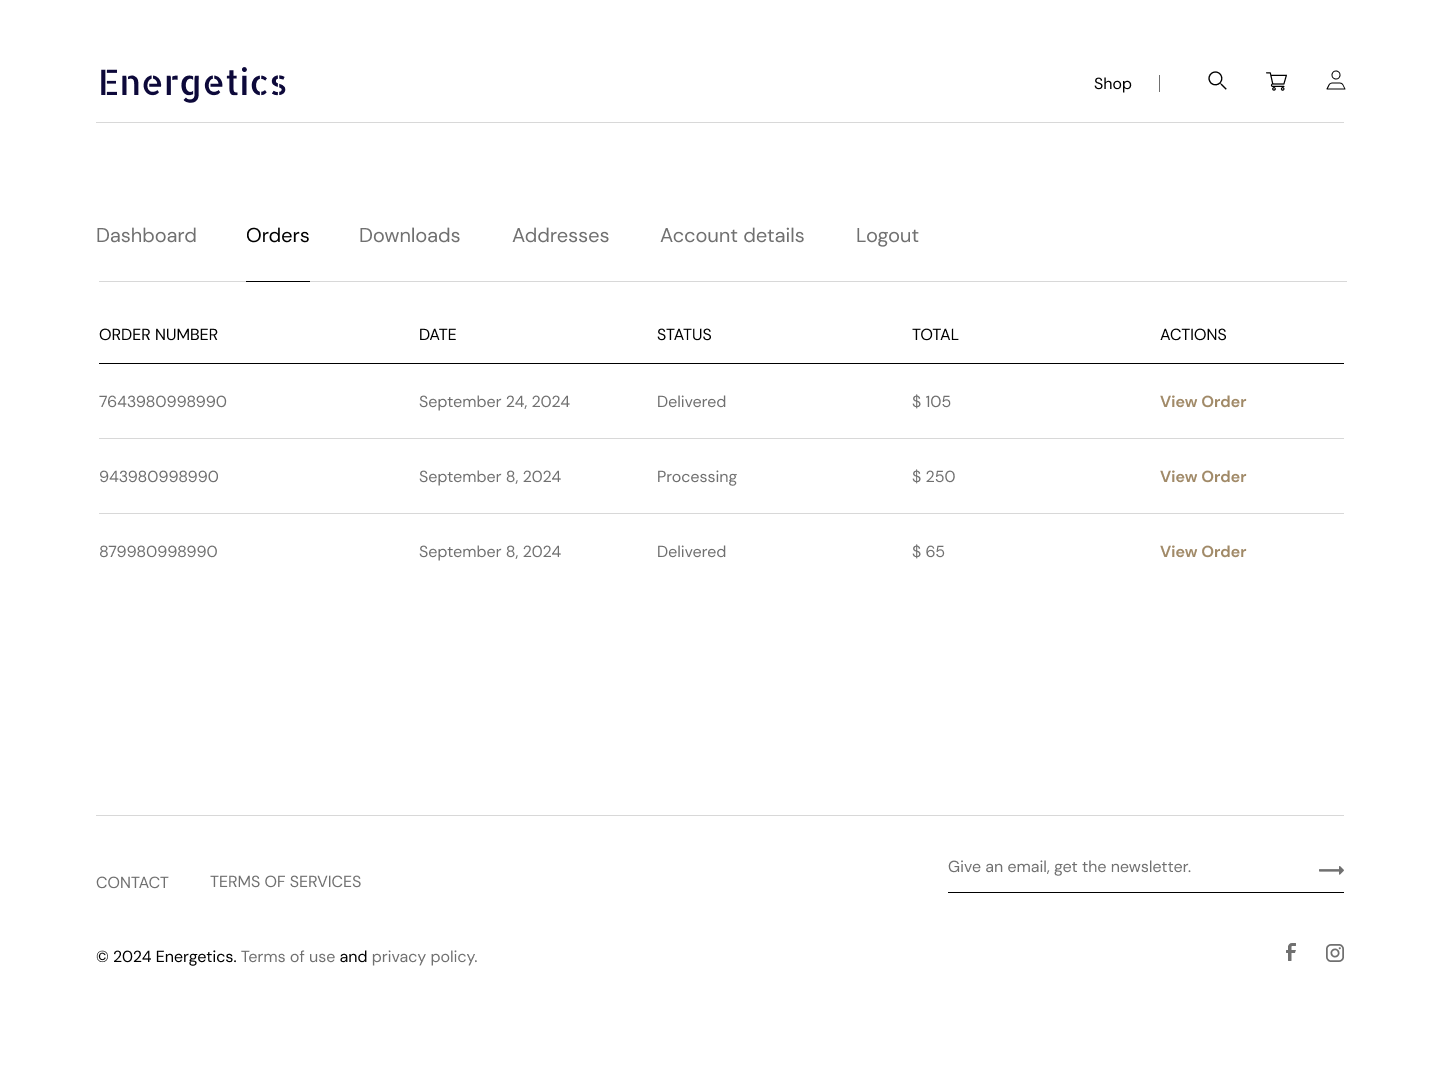 Energetics
Shop
Dashboard Orders Downloads Addresses Account details Logout
ORDER NUMBER DATE STATUS TOTAL ACTIONS
7643980998990 September 24, 2024 Delivered $ 105 View Order
943980998990 September 8, 2024 Processing $ 250 View Order
879980998990 September 8, 2024 Delivered $ 65 View Order
Give an email, get the newsletter.
CONTACT TERMS OF SERVICES
© 2024 Energetics. Terms of use and privacy policy.